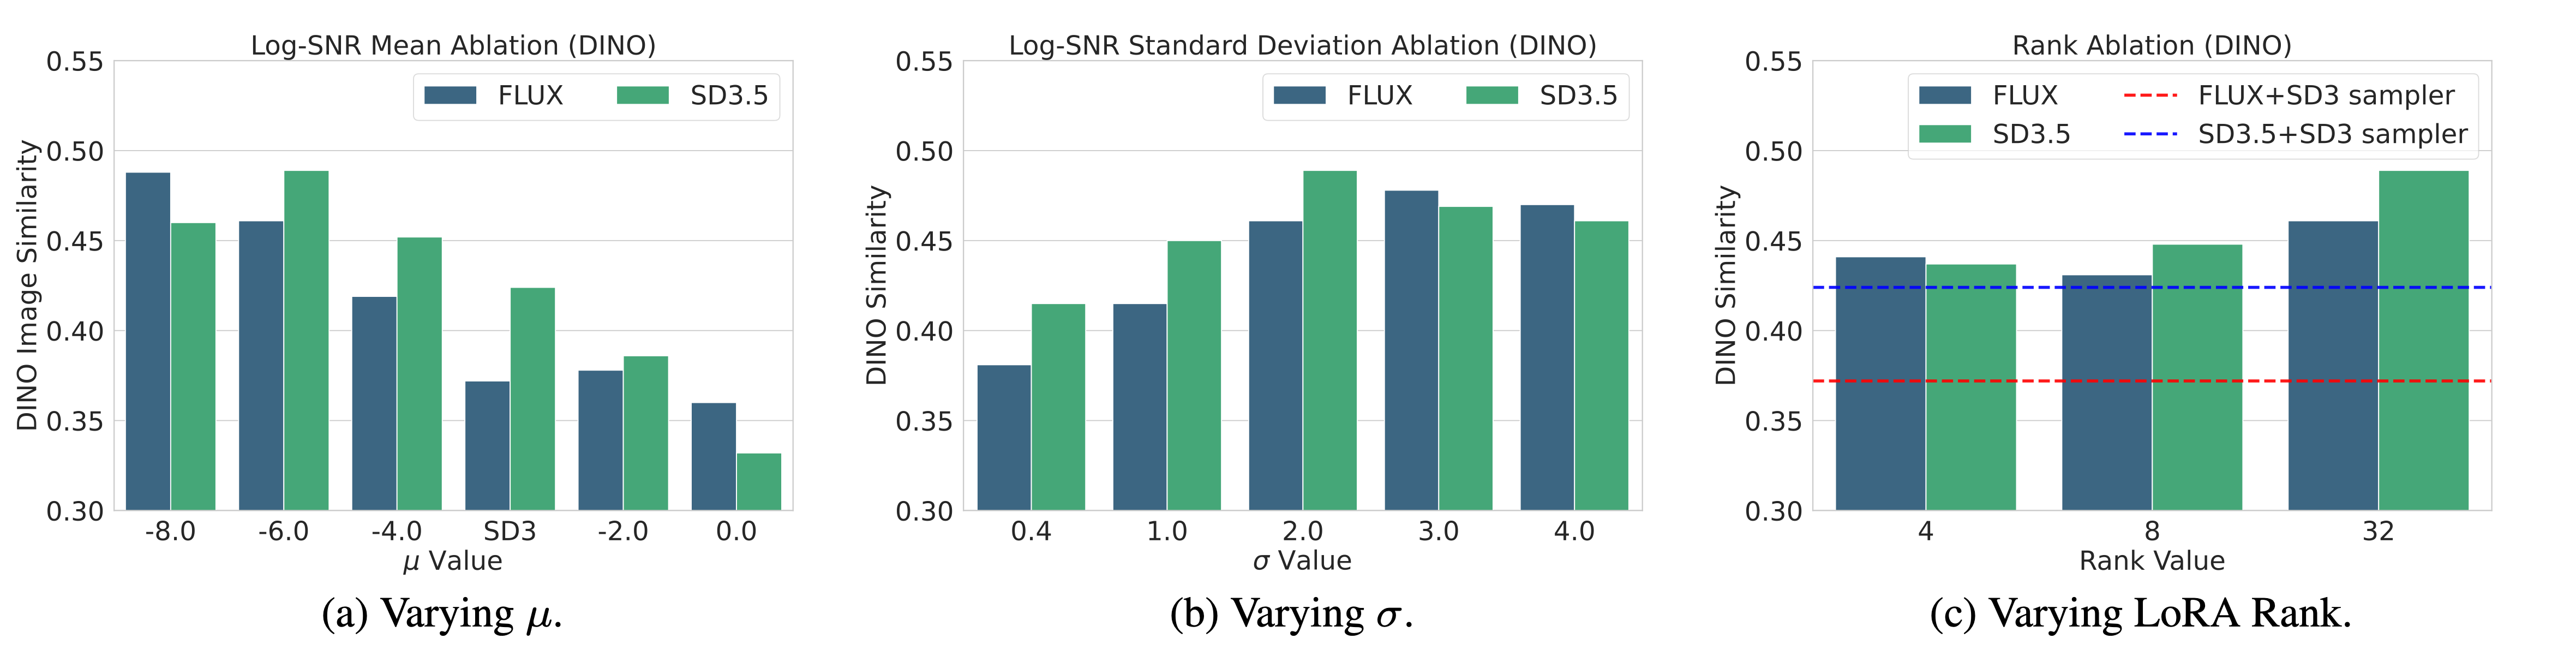 Log-SNR Mean Ablation (DINO)
FLUX
SD3.5
DINO Image Similarity
0.55
0.50
0.45
0.40
0.35
0.30
-8.0
-6.0
-4.0
SD3
-2.0
0.0
μ Value
(a) Varying μ.
Log-SNR Standard Deviation Ablation (DINO)
FLUX
SD3.5
DINO Similarity
0.55
0.50
0.45
0.40
0.35
0.30
0.4
1.0
2.0
3.0
4.0
σ Value
(b) Varying σ.
Rank Ablation (DINO)
FLUX
SD3.5
FLUX+SD3 sampler
SD3.5+SD3 sampler
DINO Similarity
0.55
0.50
0.45
0.40
0.35
0.30
4
8
32
Rank Value
(c) Varying LoRA Rank.